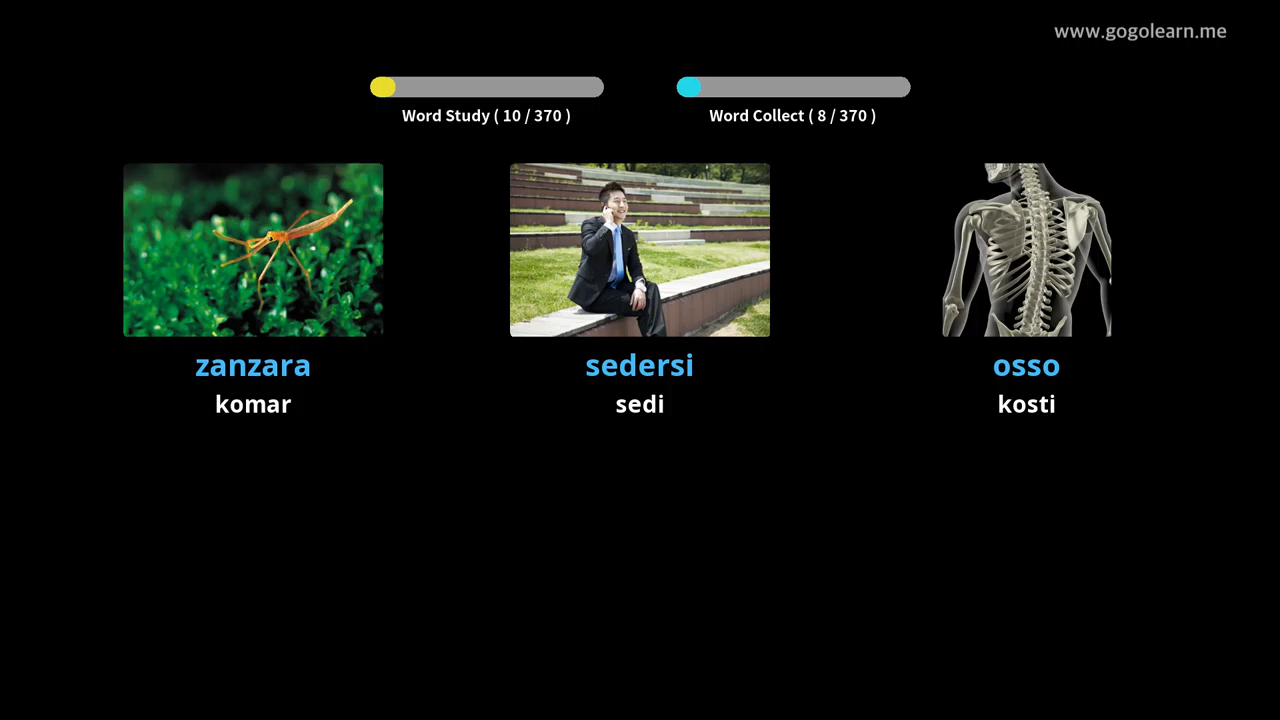 www.gogolearn.me
Word Study ( 10 / 370 )
Word Collect ( 8 / 370 )
zanzara
sedersi
osso
komar
sedi
kosti